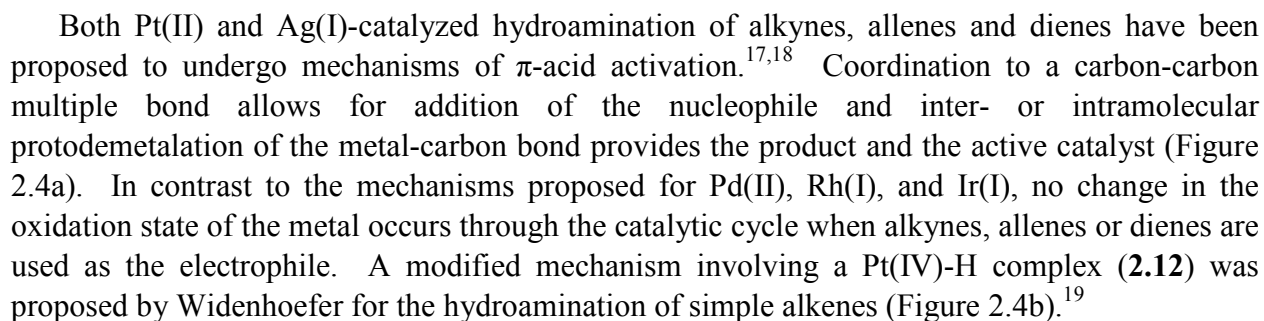 Both Pt(II) and Ag(I)-catalyzed hydroamination of alkynes, allenes and dienes have been
proposed to undergo mechanisms of π-acid activation.17,18 Coordination to a carbon-carbon
multiple bond allows for addition of the nucleophile and inter- or intramolecular
protodemetalation of the metal-carbon bond provides the product and the active catalyst (Figure
2.4a). In contrast to the mechanisms proposed for Pd(II), Rh(I), and Ir(I), no change in the
oxidation state of the metal occurs through the catalytic cycle when alkynes, allenes or dienes are
used as the electrophile. A modified mechanism involving a Pt(IV)-H complex (2.12) was
proposed by Widenhoefer for the hydroamination of simple alkenes (Figure 2.4b).19